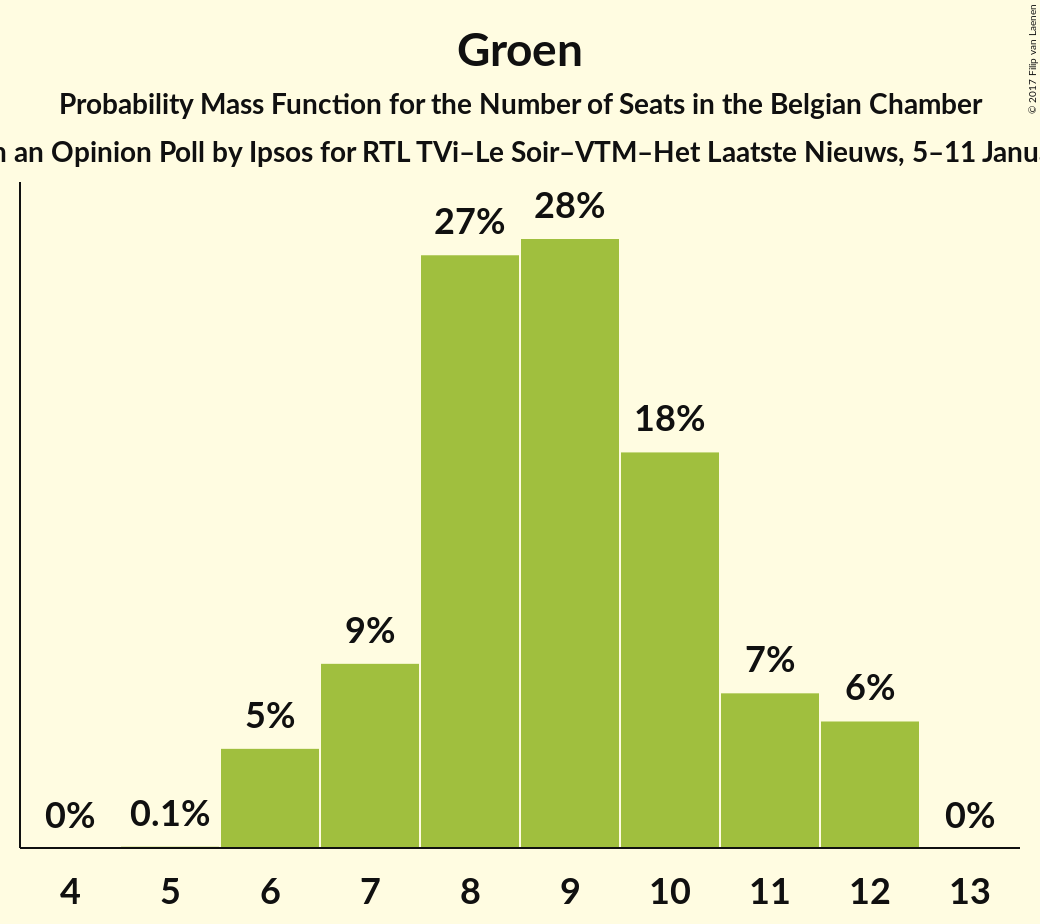 Groen
Probability Mass Function for the Number of Seats in the Belgian Chamber
an Opinion Poll by Ipsos for RTL TVi–Le Soir–VTM–Het Laatste Nieuws, 5–11
© 2017 Filip van Laenen
28%
27%
18%
9%
7%
6%
5%
0%
0.1%
0%
4 5 6 7 8 9 10 11 12 13